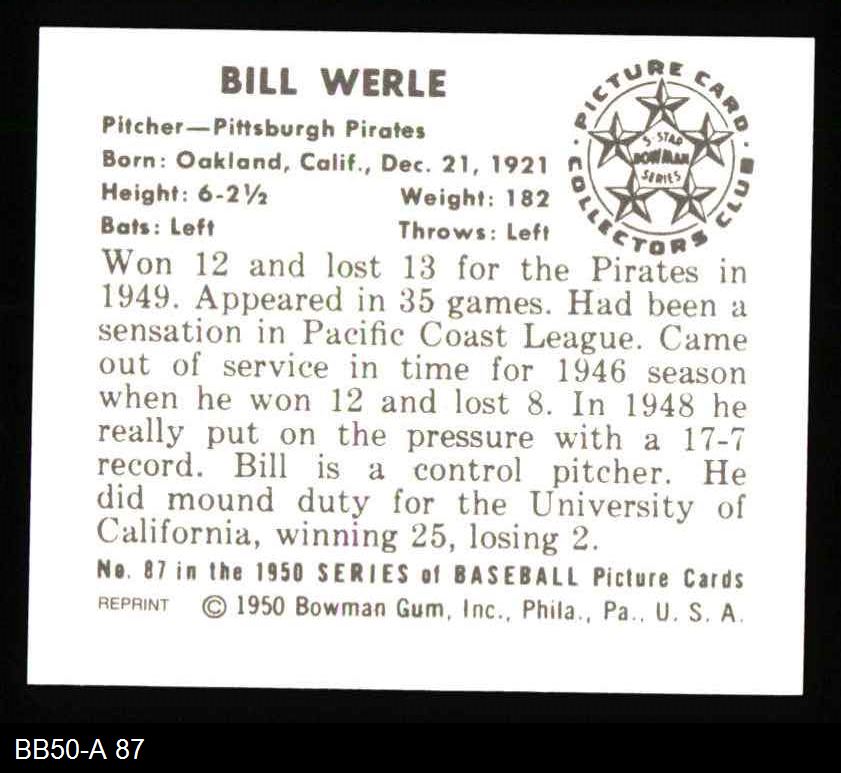 BILL WERLE
Pitcher—Pittsburgh Pirates
Born: Oakland, Calif., Dec. 21, 1921
Height: 6-2½ Weight: 182
Bats: Left Throws: Left
PICTURE CARD
COLLECTORS CLUB
5-STAR
BOWMAN
SERIES
Won 12 and lost 13 for the Pirates in
1949. Appeared in 35 games. Had been a
sensation in Pacific Coast League. Came
out of service in time for 1946 season
when he won 12 and lost 8. In 1948 he
really put on the pressure with a 17-7
record. Bill is a control pitcher. He
did mound duty for the University of
California, winning 25, losing 2.
No. 87 in the 1950 SERIES of BASEBALL Picture Cards
REPRINT © 1950 Bowman Gum, Inc., Phila., Pa., U. S. A.
BB50-A 87